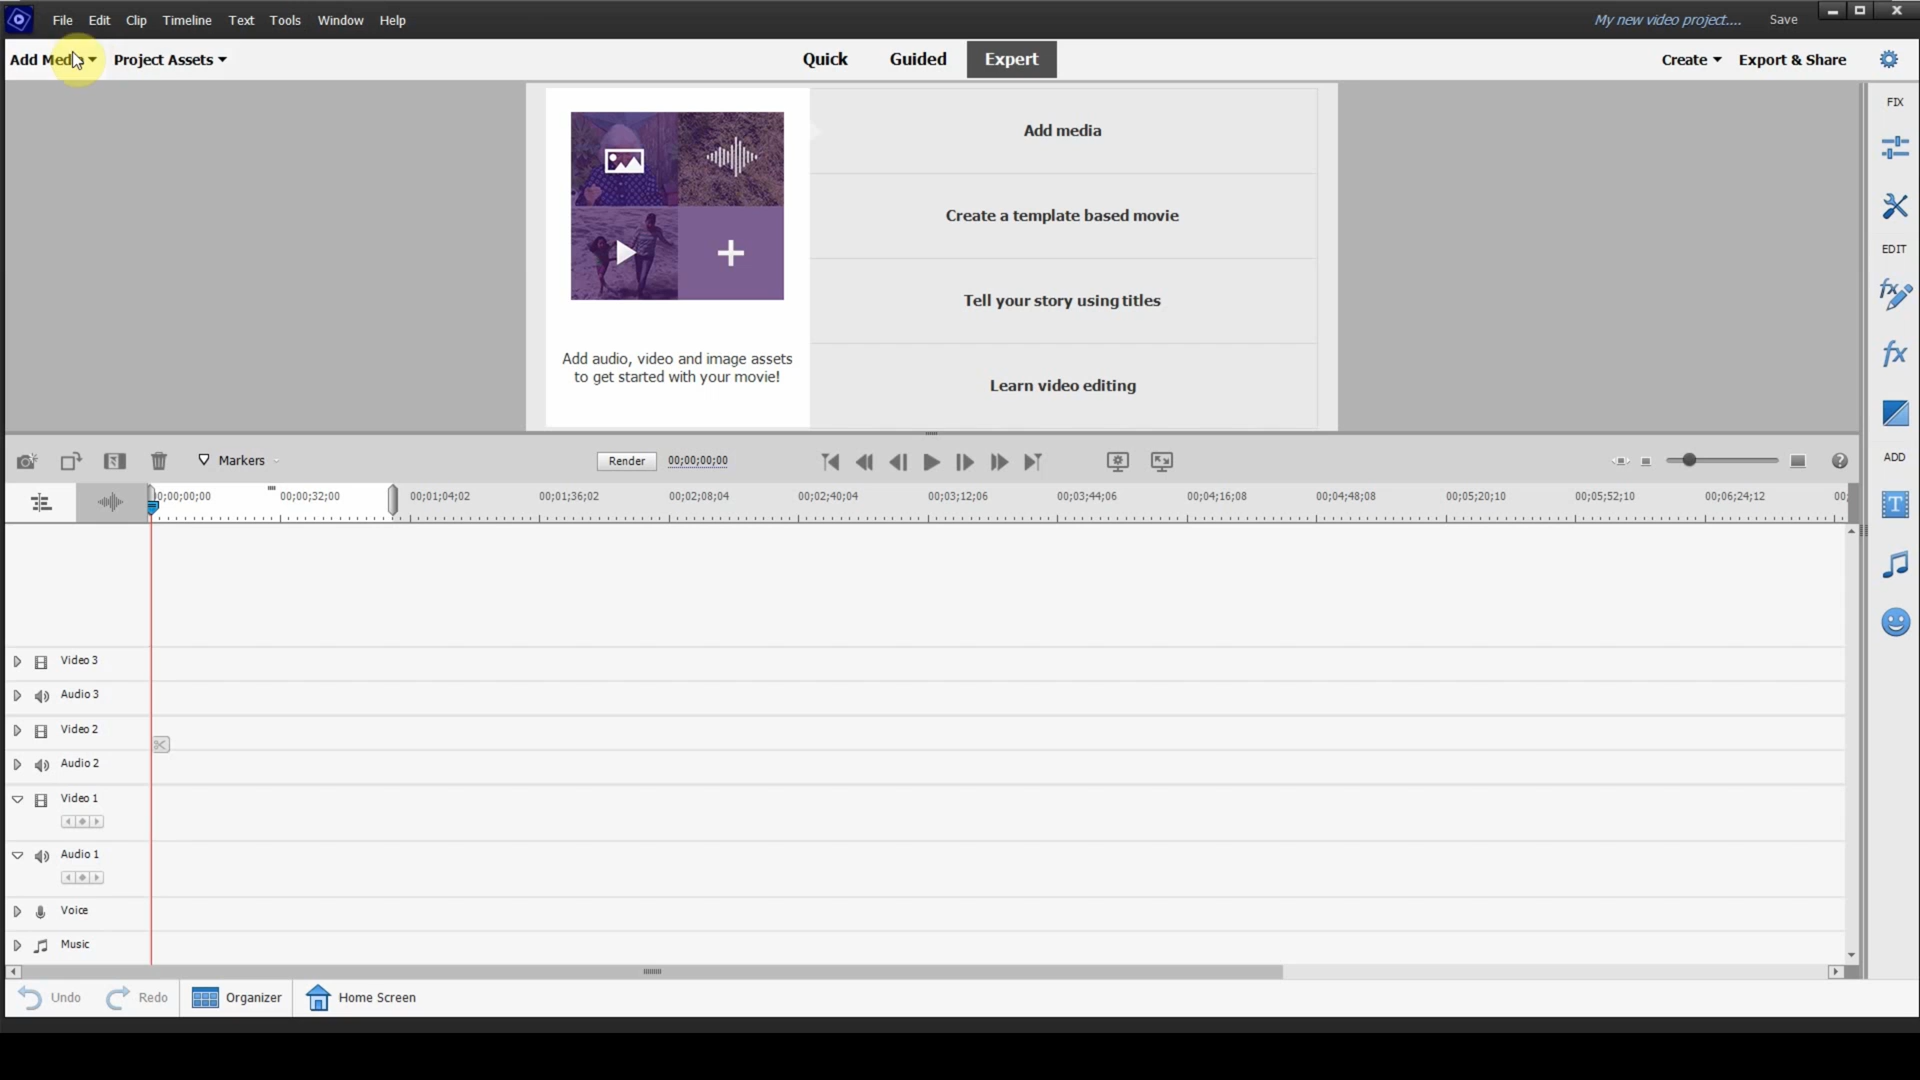 File Edit Clip Timeline Text Tools Window Help
My new video project.... Save
Add Media Project Assets
Quick Guided Expert
Create Export & Share
FIX
Add media
Create a template based movie
Tell your story using titles
Learn video editing
Add audio, video and image assets
to get started with your movie!
EDIT
fx
fx
ADD
T
Markers
Render 00;00;00;00
00;00;32;00 00;01;04;02 00;01;36;02 00;02;08;04 00;02;40;04 00;03;12;06 00;03;44;06 00;04;16;08 00;04;48;08 00;05;20;10 00;05;52;10 00;06;24;12
Video 3
Audio 3
Video 2
Audio 2
Video 1
Audio 1
Voice
Music
Undo Redo Organizer Home Screen